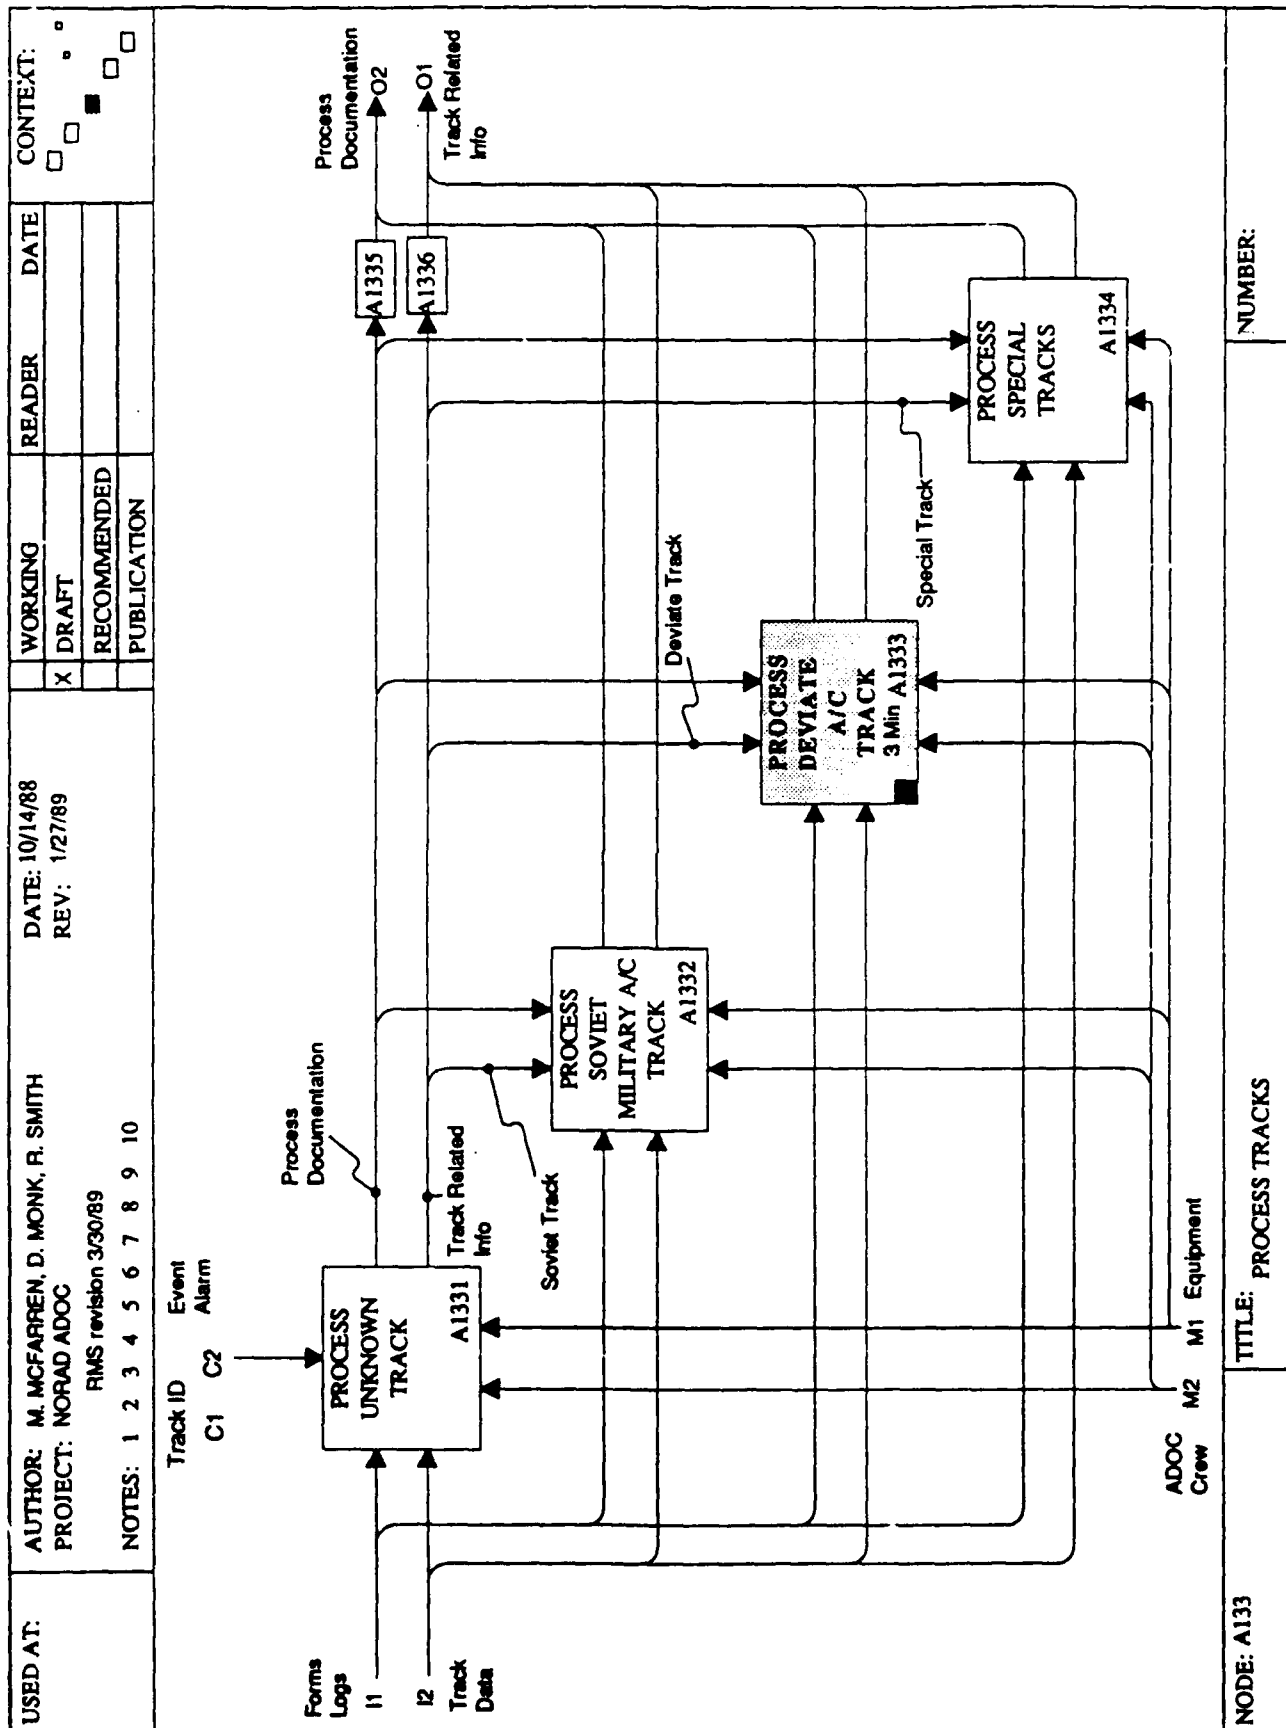 USED AT:
AUTHOR: M. MCFARREN, D. MONK, R. SMITH
PROJECT: NORAD ADOC
RMS revision 3/30/89
NOTES: 1 2 3 4 5 6 7 8 9 10
DATE: 10/14/88
REV: 1/27/89
WORKING
X DRAFT
RECOMMENDED
PUBLICATION
READER DATE
CONTEXT:
Track ID
C1
Event
Alarm
C2
Forms
Logs
I1
I2
Track
Data
PROCESS
UNKNOWN
TRACK
A1331
Process
Documentation
Track Related
Info
Soviet Track
PROCESS
SOVIET
MILITARY A/C
TRACK
A1332
Deviate Track
PROCESS
DEVIATE
A/C
TRACK
3 Min A1333
Special Track
PROCESS
SPECIAL
TRACKS
A1334
A1335
A1336
Process
Documentation
O2
O1
Track Related
Info
ADOC
Crew
M2
M1
Equipment
NODE: A133
TITLE: PROCESS TRACKS
NUMBER: